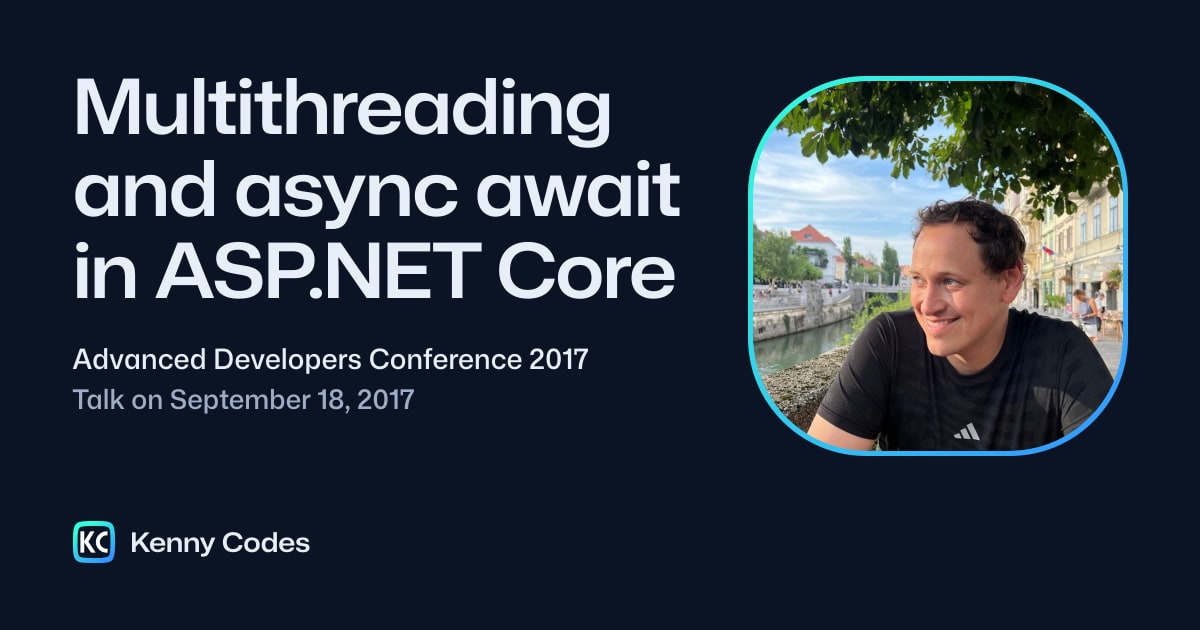 Multithreading
and async await
in ASP.NET Core
Advanced Developers Conference 2017
Talk on September 18, 2017
KC Kenny Codes